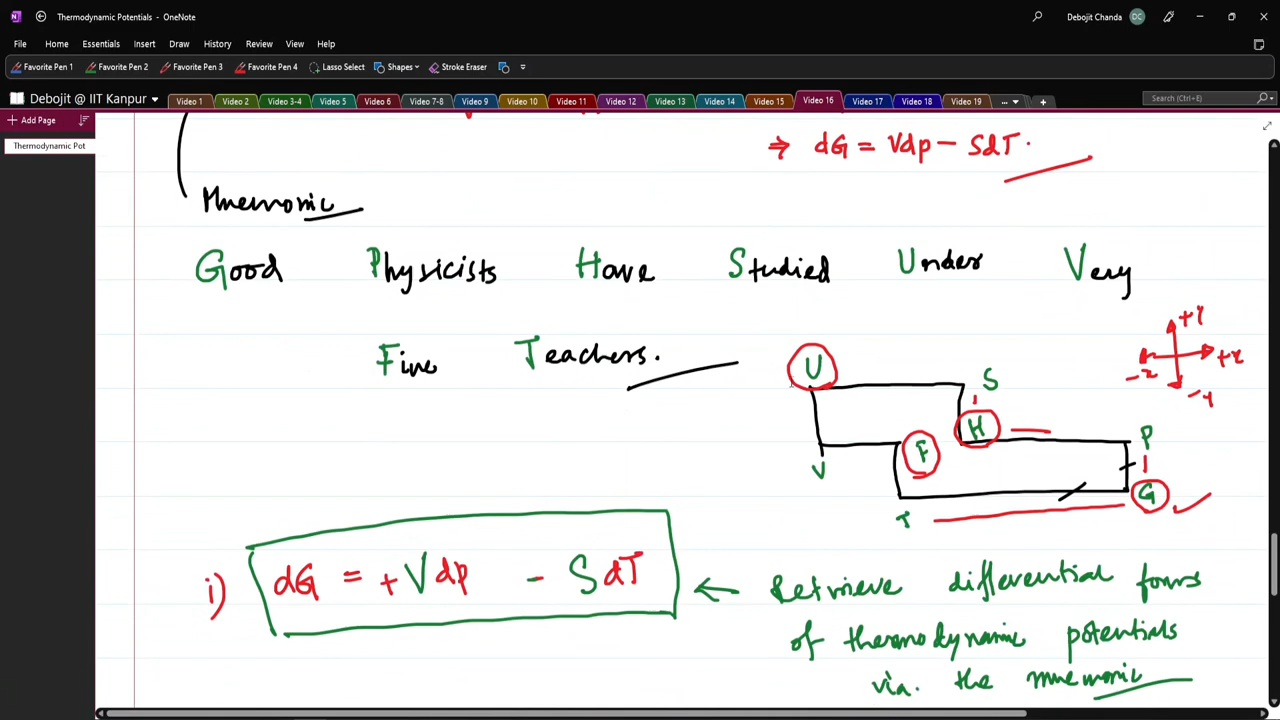 Thermodynamic Potentials - OneNote
Debojit Chanda DC
File Home Essentials Insert Draw History Review View Help
Favorite Pen 1 Favorite Pen 2 Favorite Pen 3 Favorite Pen 4 Lasso Select Shapes Stroke Eraser
Debojit @ IIT Kanpur Video 1 Video 2 Video 3-4 Video 5 Video 6 Video 7-8 Video 9 Video 10 Video 11 Video 12 Video 13 Video 14 Video 15 Video 16 Video 17 Video 18 Video 19 ... + Search (Ctrl+E)
+ Add Page
Thermodynamic Pot
⇒ dG = Vdp - SdT.
Mnemonic
Good Physicists Have Studied Under Very
Fine Teachers.
+Y
+x
-x
-Y
U
S
H
P
F
V
G
T
i) dG = +Vdp - SdT ← Retrieve differential forms
of thermodynamic potentials
via. the mnemonic